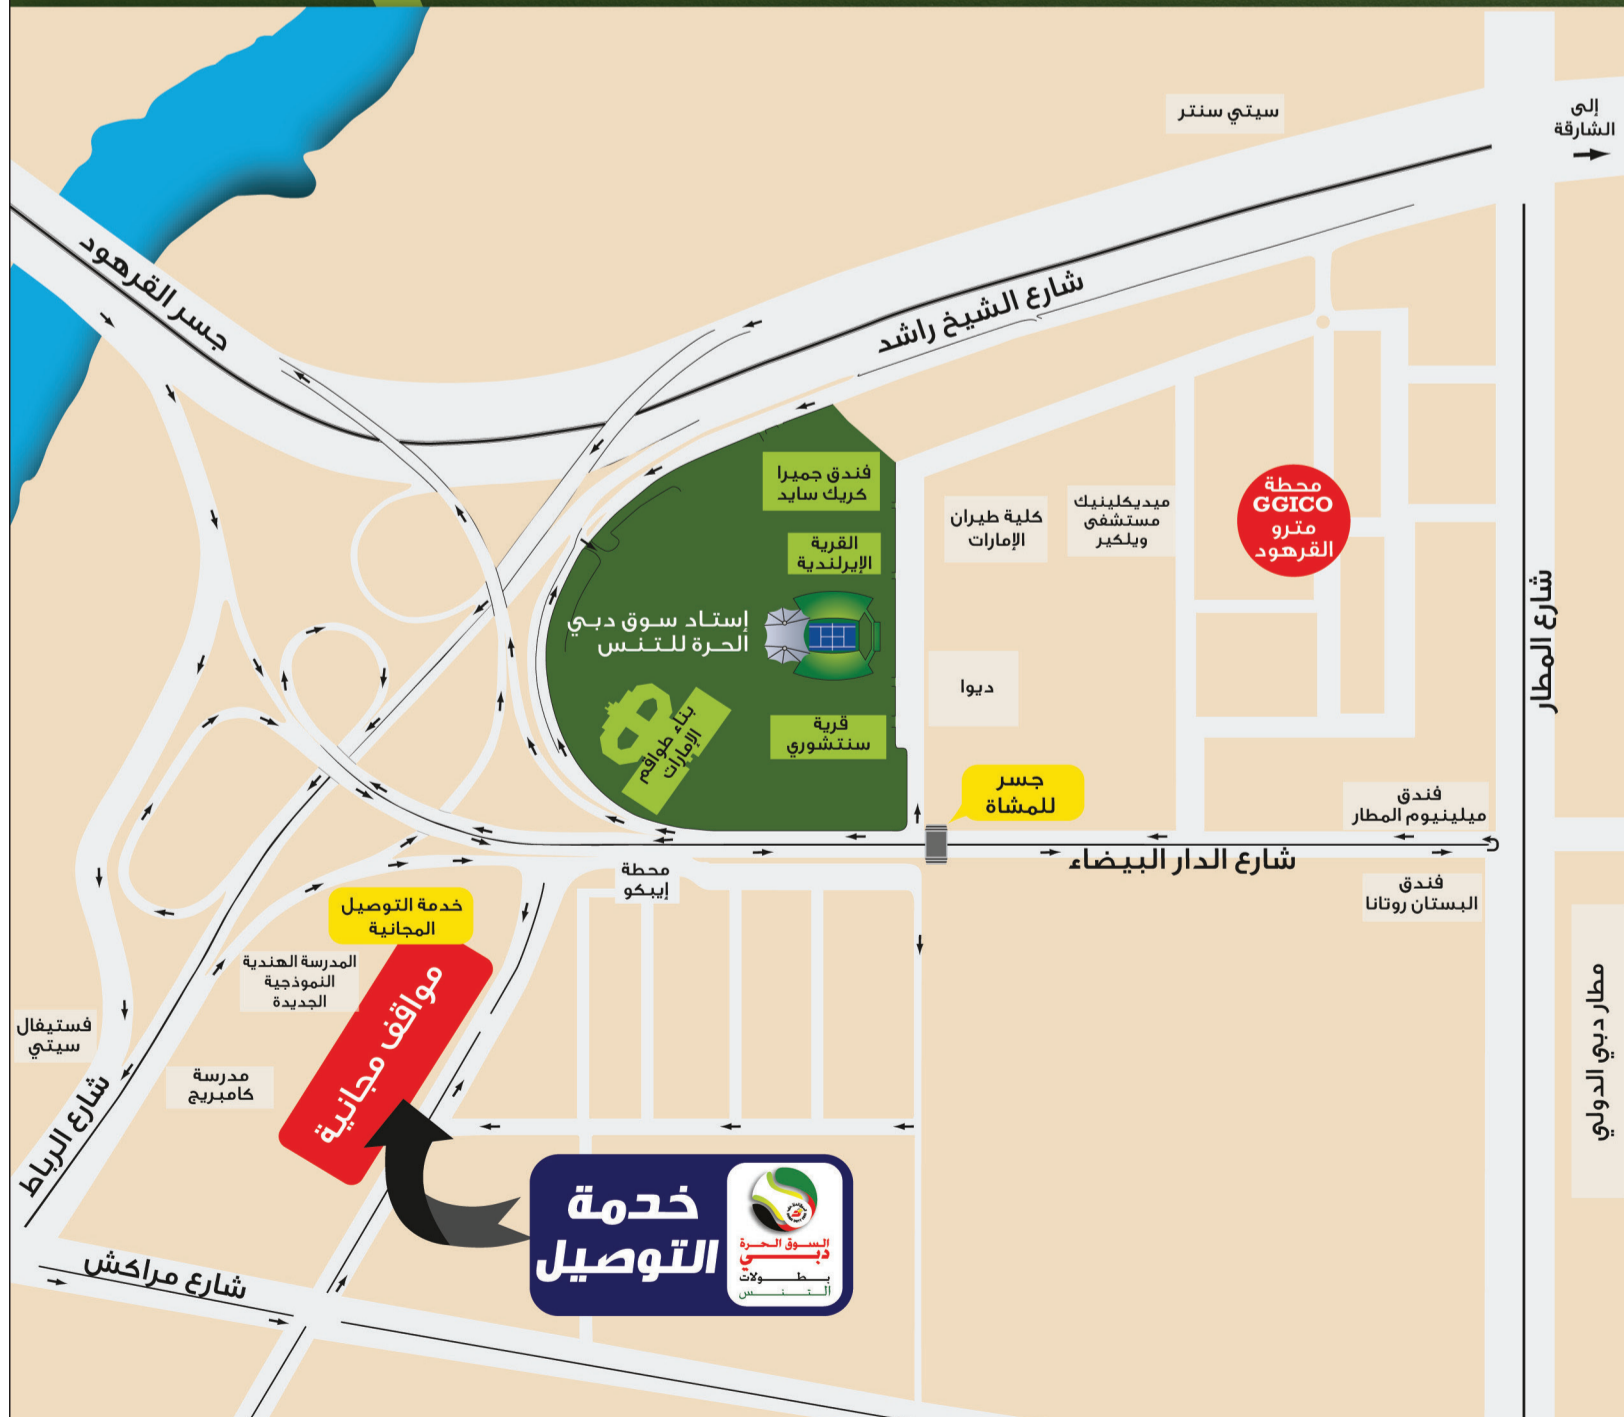 سيتي سنتر
إلى
الشارقة
جسر القرهود
شارع الشيخ راشد
فندق جميرا
كريك سايد
القرية
الإيرلندية
إستاد سوق دبي
الحرة للتنس
بناء طواقم
الإمارات
قرية
سنتشوري
كلية طيران
الإمارات
ميديكلينيك
مستشفى
ويلكير
محطة
GGICO
مترو
القرهود
ديوا
شارع المطار
جسر
للمشاة
فندق
ميلينيوم المطار
شارع الدار البيضاء
محطة
إيبكو
فندق
البستان روتانا
خدمة التوصيل
المجانية
مواقف مجانية
المدرسة الهندية
النموذجية
الجديدة
فستيفال
سيتي
مدرسة
كامبريج
شارع الرباط
مطار دبي الدولي
خدمة
التوصيل
السوق الحرة
دبي
بطولات
التنس
شارع مراكش